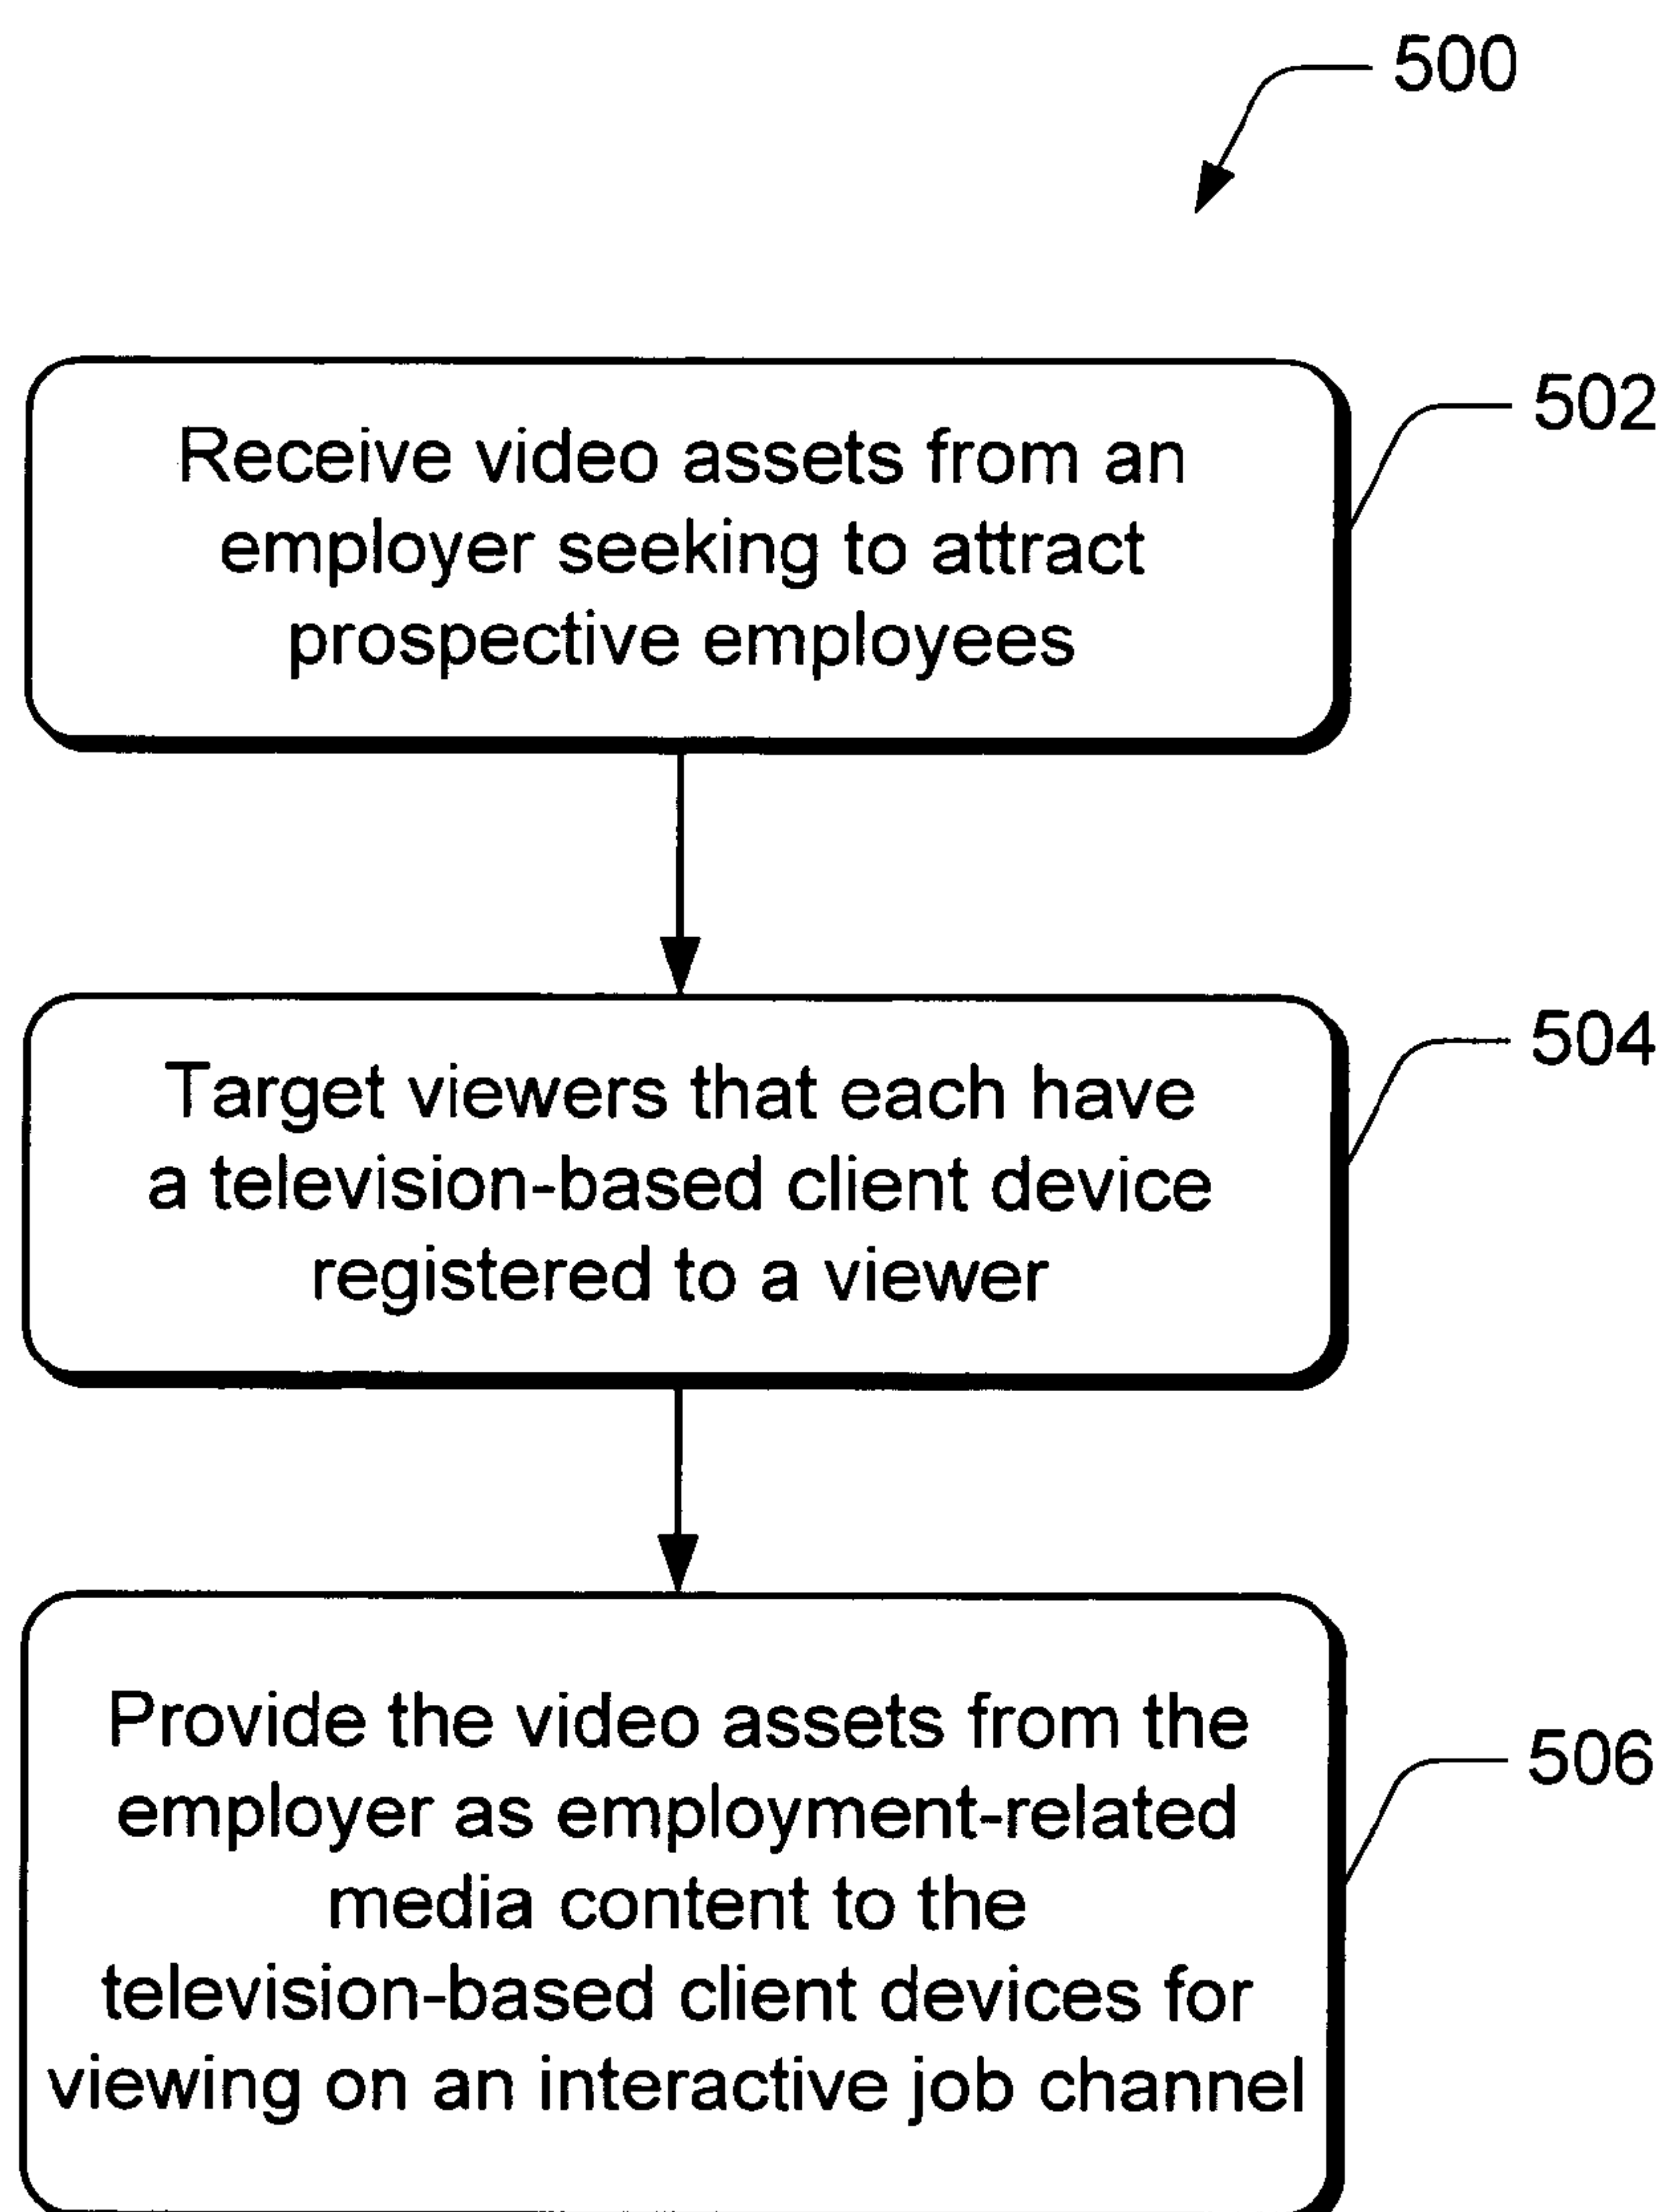 500
502
Receive video assets from an
employer seeking to attract
prospective employees
504
Target viewers that each have
a television-based client device
registered to a viewer
506
Provide the video assets from the
employer as employment-related
media content to the
television-based client devices for
viewing on an interactive job channel